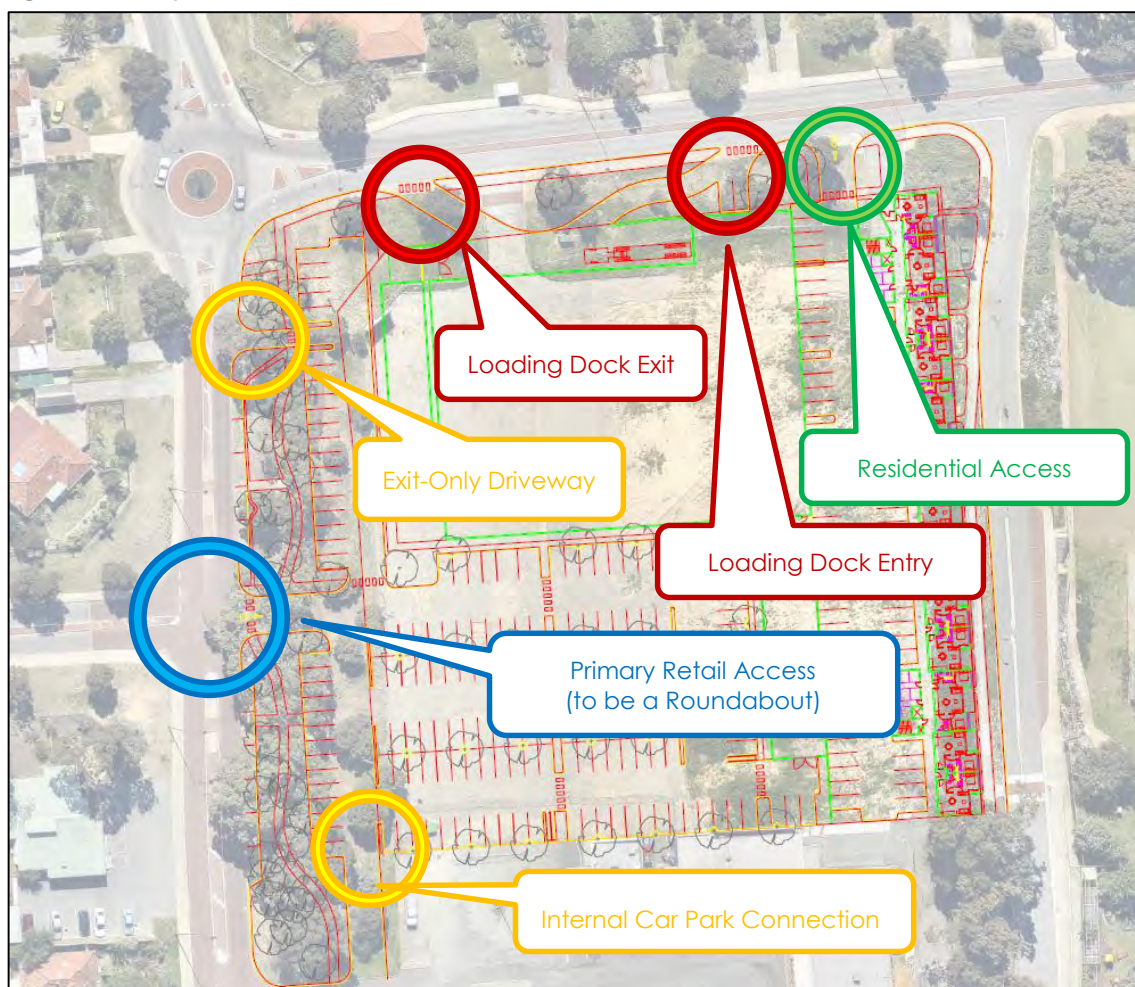 Loading Dock Exit
Exit-Only Driveway
Residential Access
Loading Dock Entry
Primary Retail Access
(to be a Roundabout)
Internal Car Park Connection